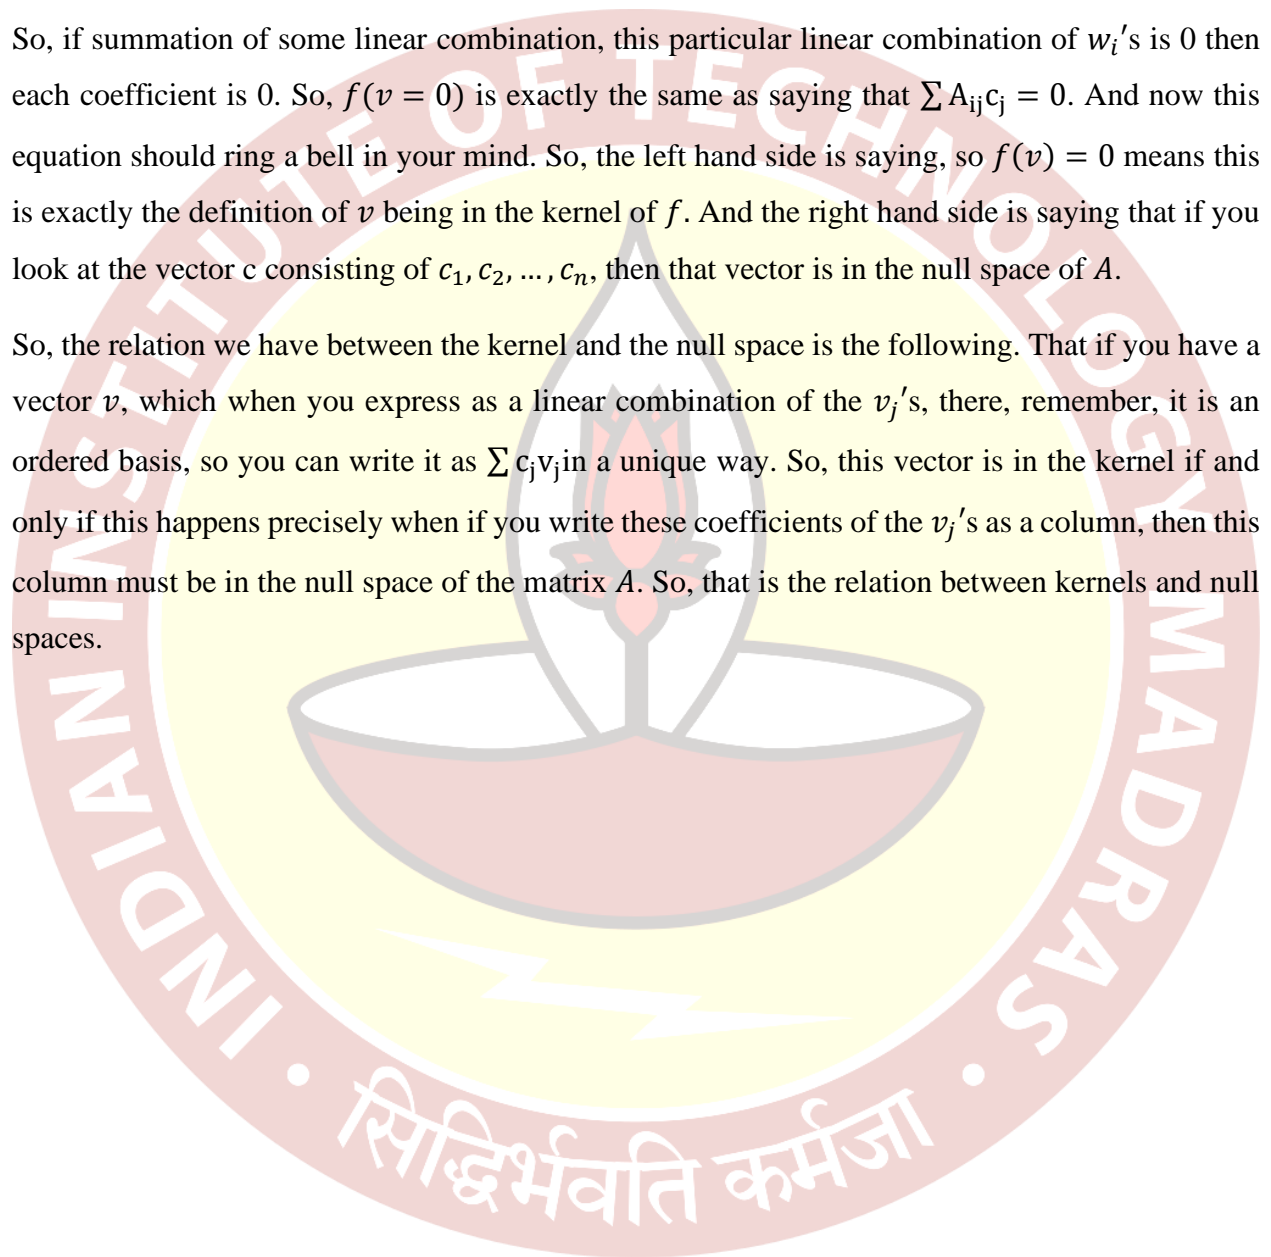 So, if summation of some linear combination, this particular linear combination of 𝑤ᵢ′s is 0 then
each coefficient is 0. So, 𝑓(𝑣 = 0) is exactly the same as saying that ∑ A_ij c_j = 0. And now this
equation should ring a bell in your mind. So, the left hand side is saying, so 𝑓(𝑣) = 0 means this
is exactly the definition of 𝑣 being in the kernel of 𝑓. And the right hand side is saying that if you
look at the vector c consisting of 𝑐₁, 𝑐₂, … , 𝑐ₙ, then that vector is in the null space of 𝐴.
So, the relation we have between the kernel and the null space is the following. That if you have a
vector 𝑣, which when you express as a linear combination of the 𝑣ⱼ′s, there, remember, it is an
ordered basis, so you can write it as ∑ c_j v_j in a unique way. So, this vector is in the kernel if and
only if this happens precisely when if you write these coefficients of the 𝑣ⱼ′s as a column, then this
column must be in the null space of the matrix 𝐴. So, that is the relation between kernels and null
spaces.
INDIAN INSTITUTE OF TECHNOLOGY MADRAS
सिद्धिर्भवति कर्मजा